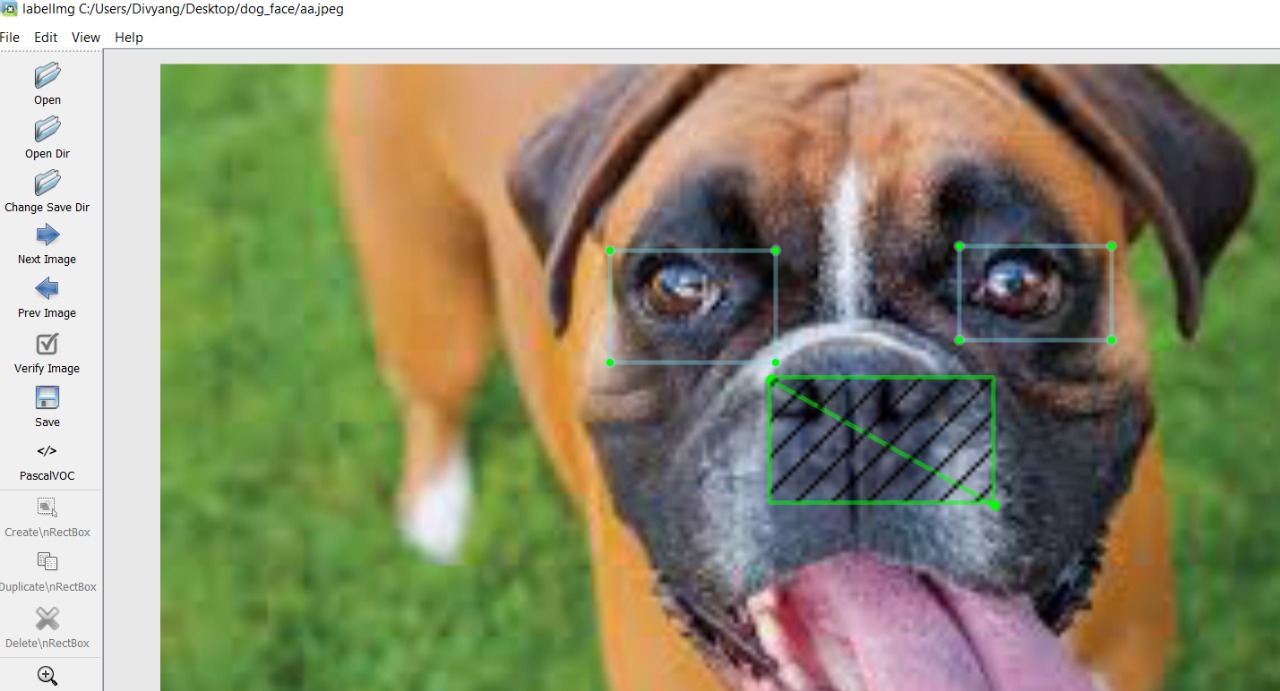 labelImg C:/Users/Divyang/Desktop/dog_face/aa.jpeg
File Edit View Help
Open
Open Dir
Change Save Dir
Next Image
Prev Image
Verify Image
Save
</>
PascalVOC
Create\nRectBox
Duplicate\nRectBox
Delete\nRectBox